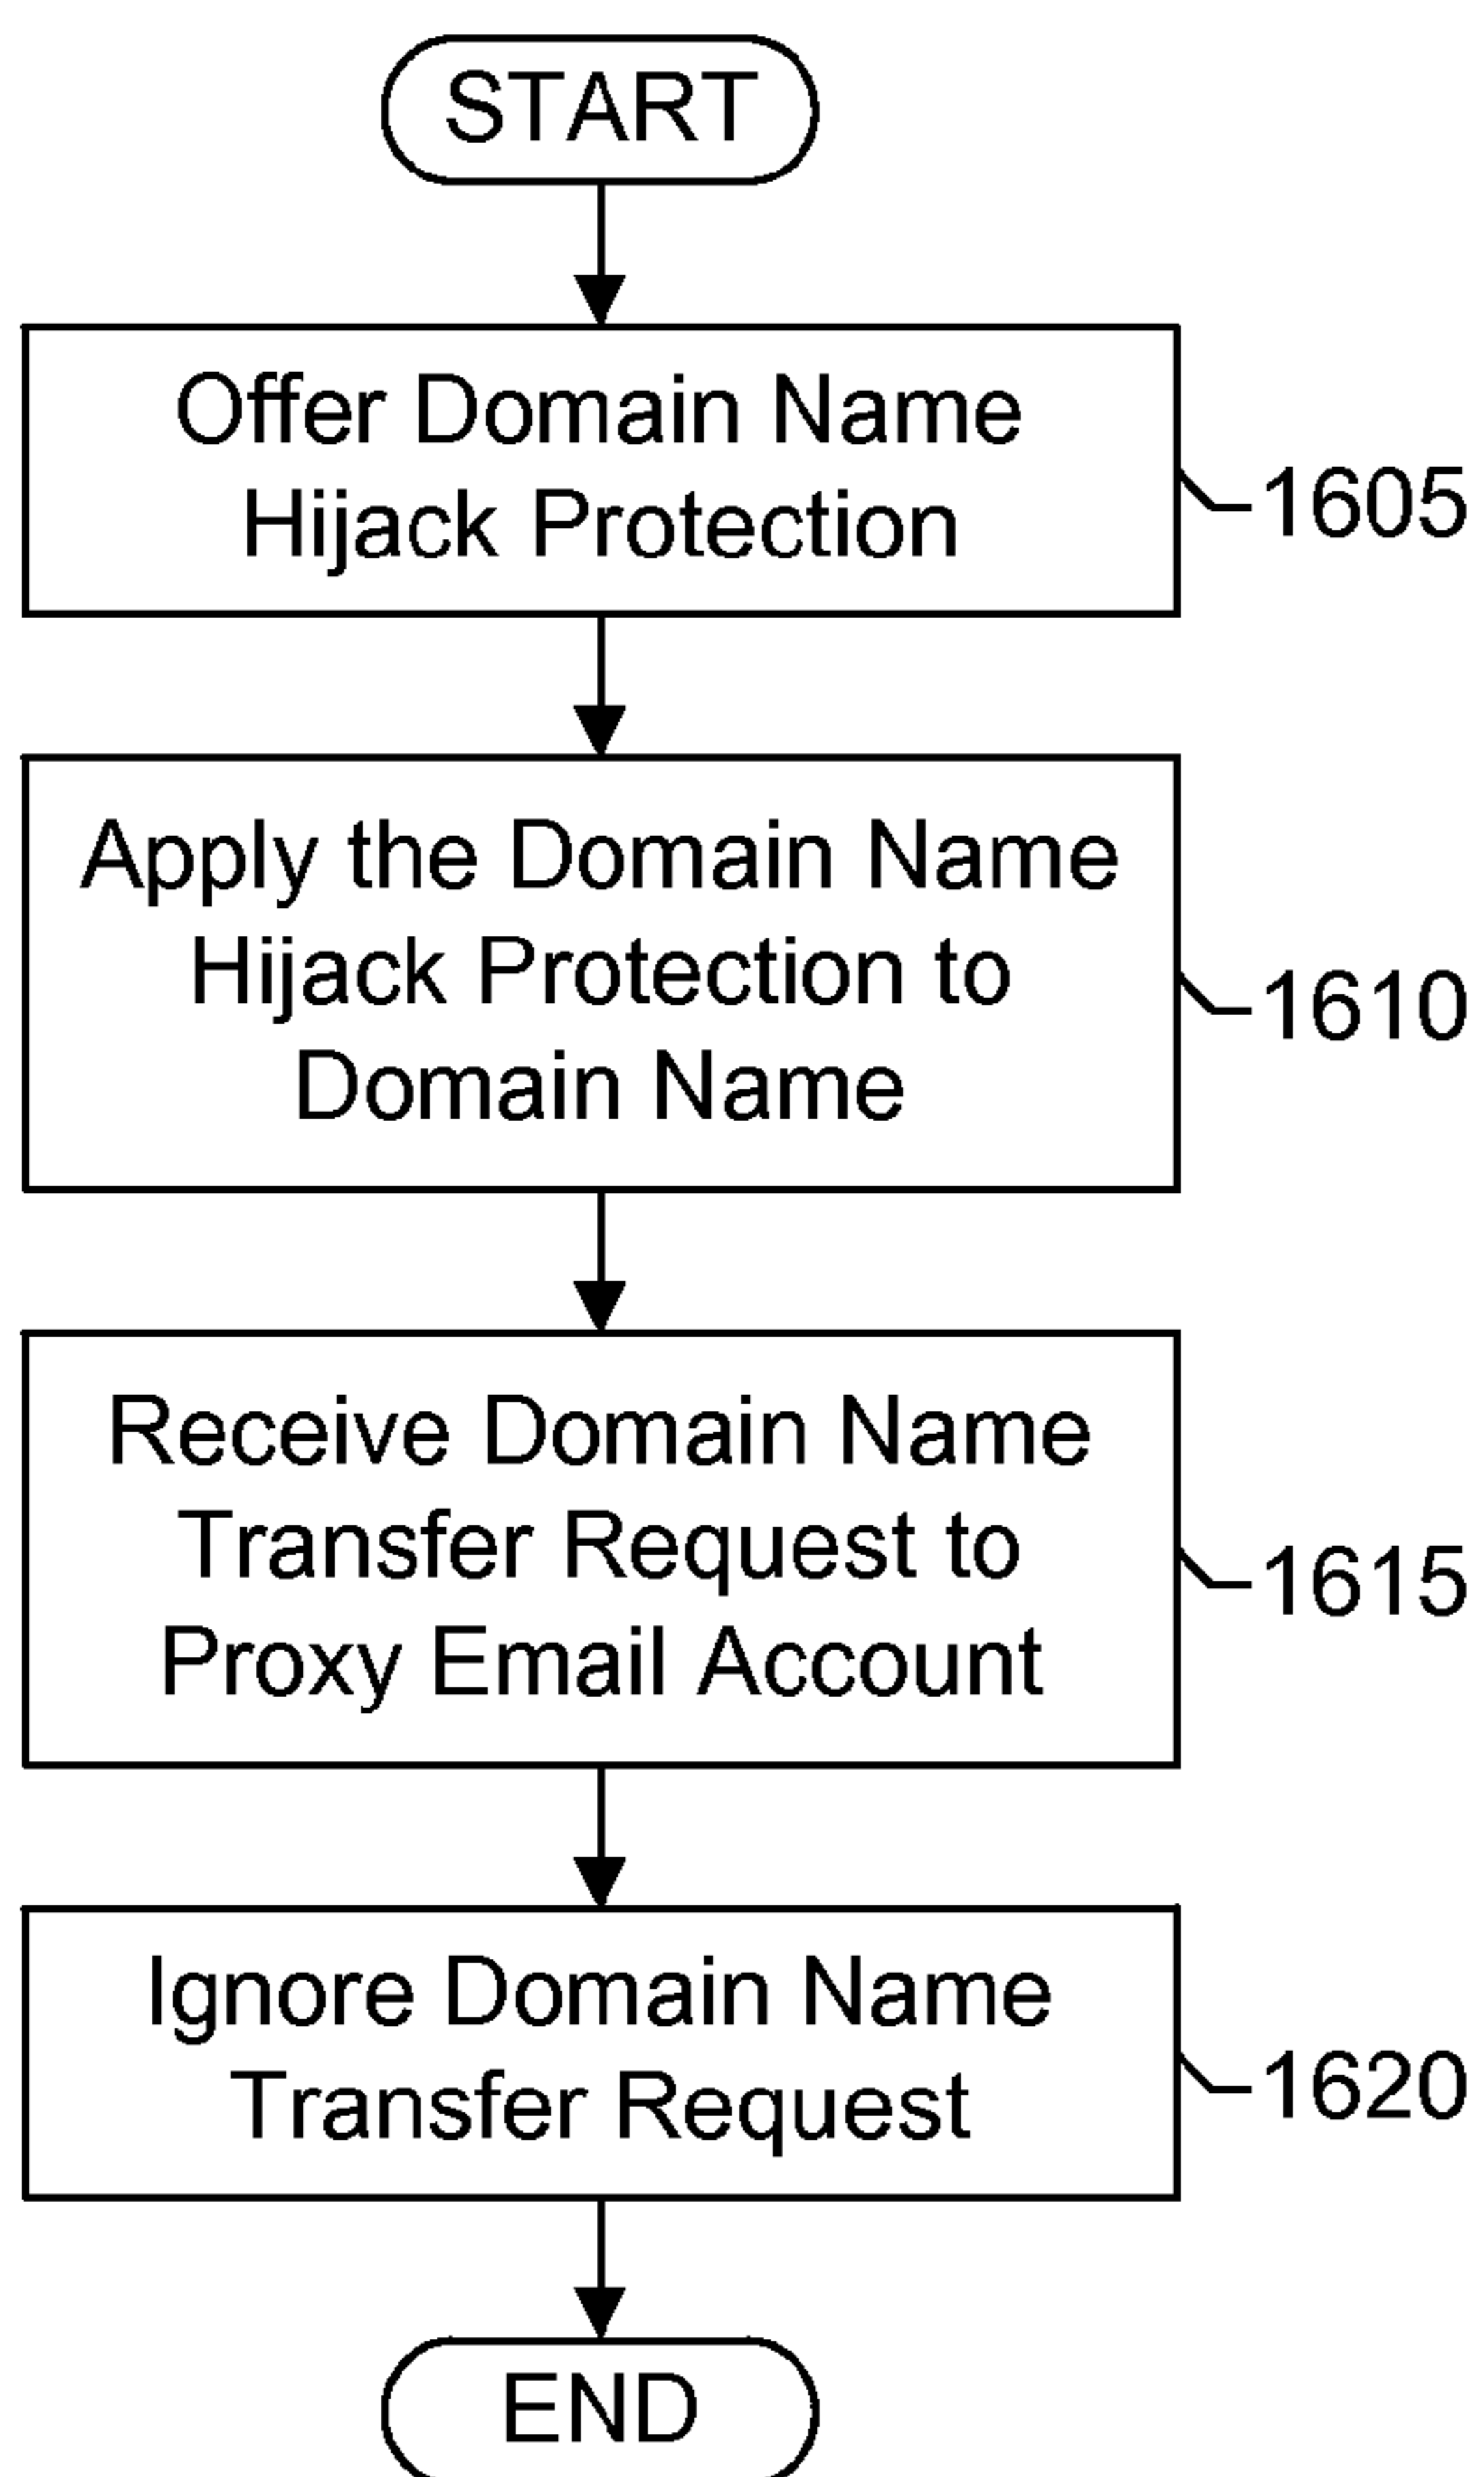 START
Offer Domain Name
Hijack Protection
1605
Apply the Domain Name
Hijack Protection to
Domain Name
1610
Receive Domain Name
Transfer Request to
Proxy Email Account
1615
Ignore Domain Name
Transfer Request
1620
END